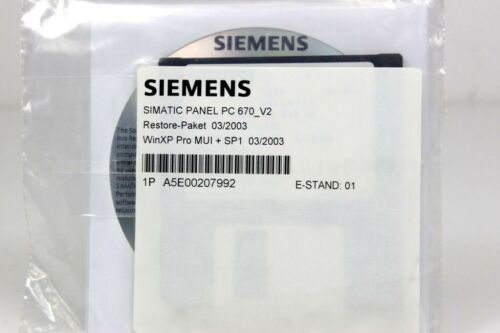 SIEMENS
SIEMENS
SIMATIC PANEL PC 670_V2
Restore-Paket 03/2003
WinXP Pro MUI + SP1 03/2003
1P A5E00207992
E-STAND: 01